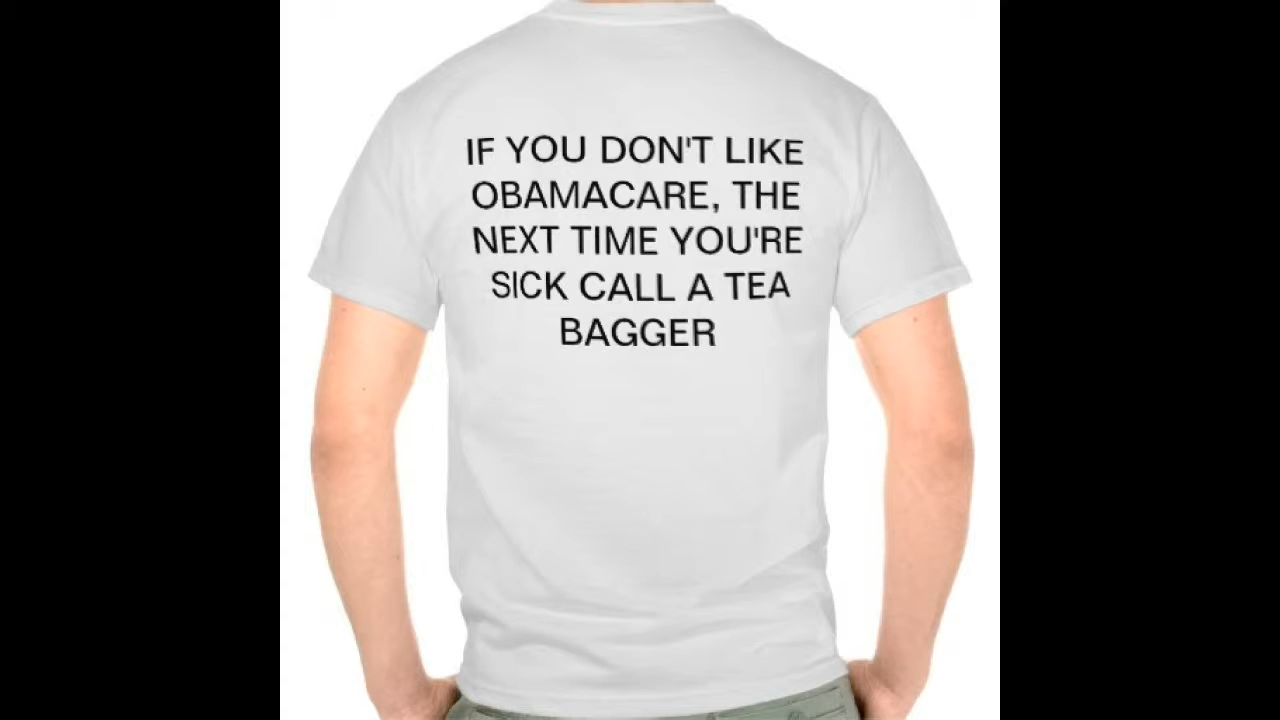 IF YOU DON'T LIKE
OBAMACARE, THE
NEXT TIME YOU'RE
SICK CALL A TEA
BAGGER